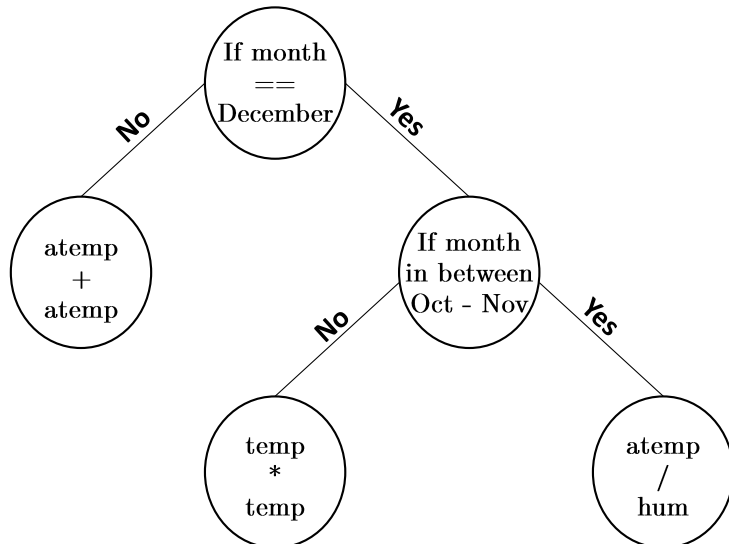 If month
==
December
No
Yes
atemp
+
atemp
If month
in between
Oct - Nov
No
Yes
temp
*
temp
atemp
/
hum